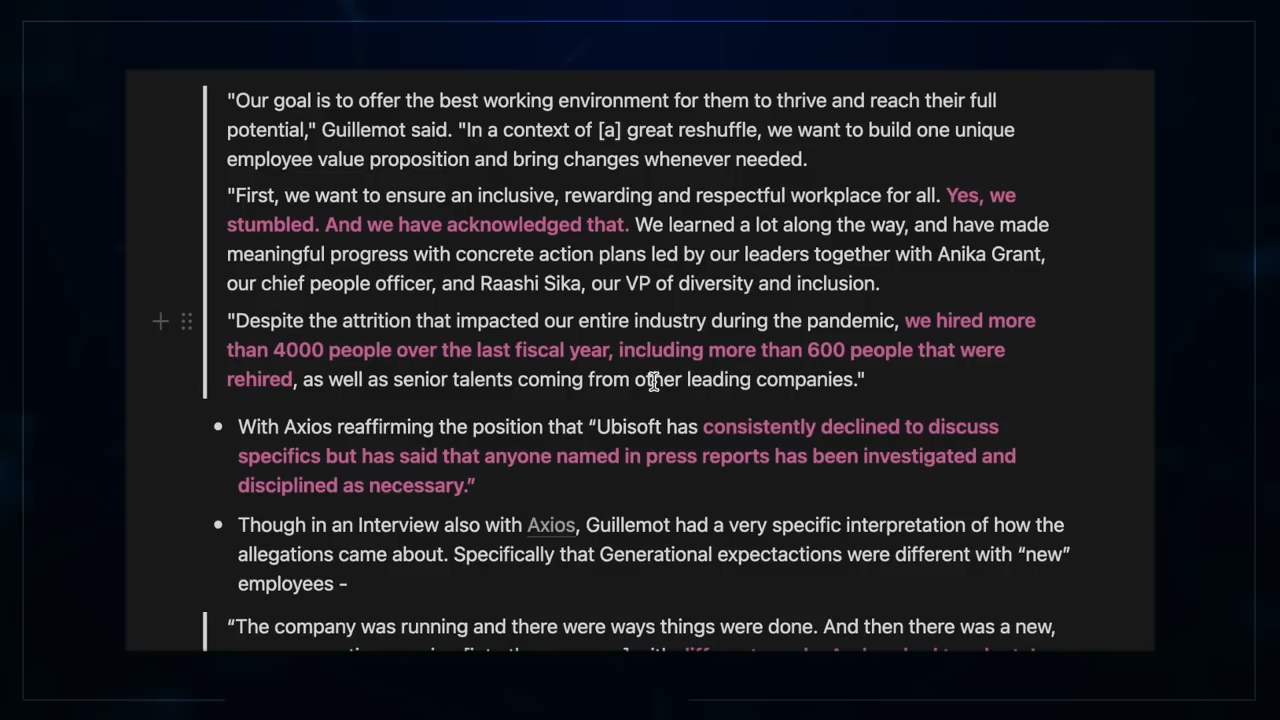 "Our goal is to offer the best working environment for them to thrive and reach their full
potential," Guillemot said. "In a context of [a] great reshuffle, we want to build one unique
employee value proposition and bring changes whenever needed.
"First, we want to ensure an inclusive, rewarding and respectful workplace for all. Yes, we
stumbled. And we have acknowledged that. We learned a lot along the way, and have made
meaningful progress with concrete action plans led by our leaders together with Anika Grant,
our chief people officer, and Raashi Sika, our VP of diversity and inclusion.
"Despite the attrition that impacted our entire industry during the pandemic, we hired more
than 4000 people over the last fiscal year, including more than 600 people that were
rehired, as well as senior talents coming from other leading companies."
• With Axios reaffirming the position that “Ubisoft has consistently declined to discuss
specifics but has said that anyone named in press reports has been investigated and
disciplined as necessary.”
• Though in an Interview also with Axios, Guillemot had a very specific interpretation of how the
allegations came about. Specifically that Generational expectactions were different with “new”
employees -
“The company was running and there were ways things were done. And then there was a new,